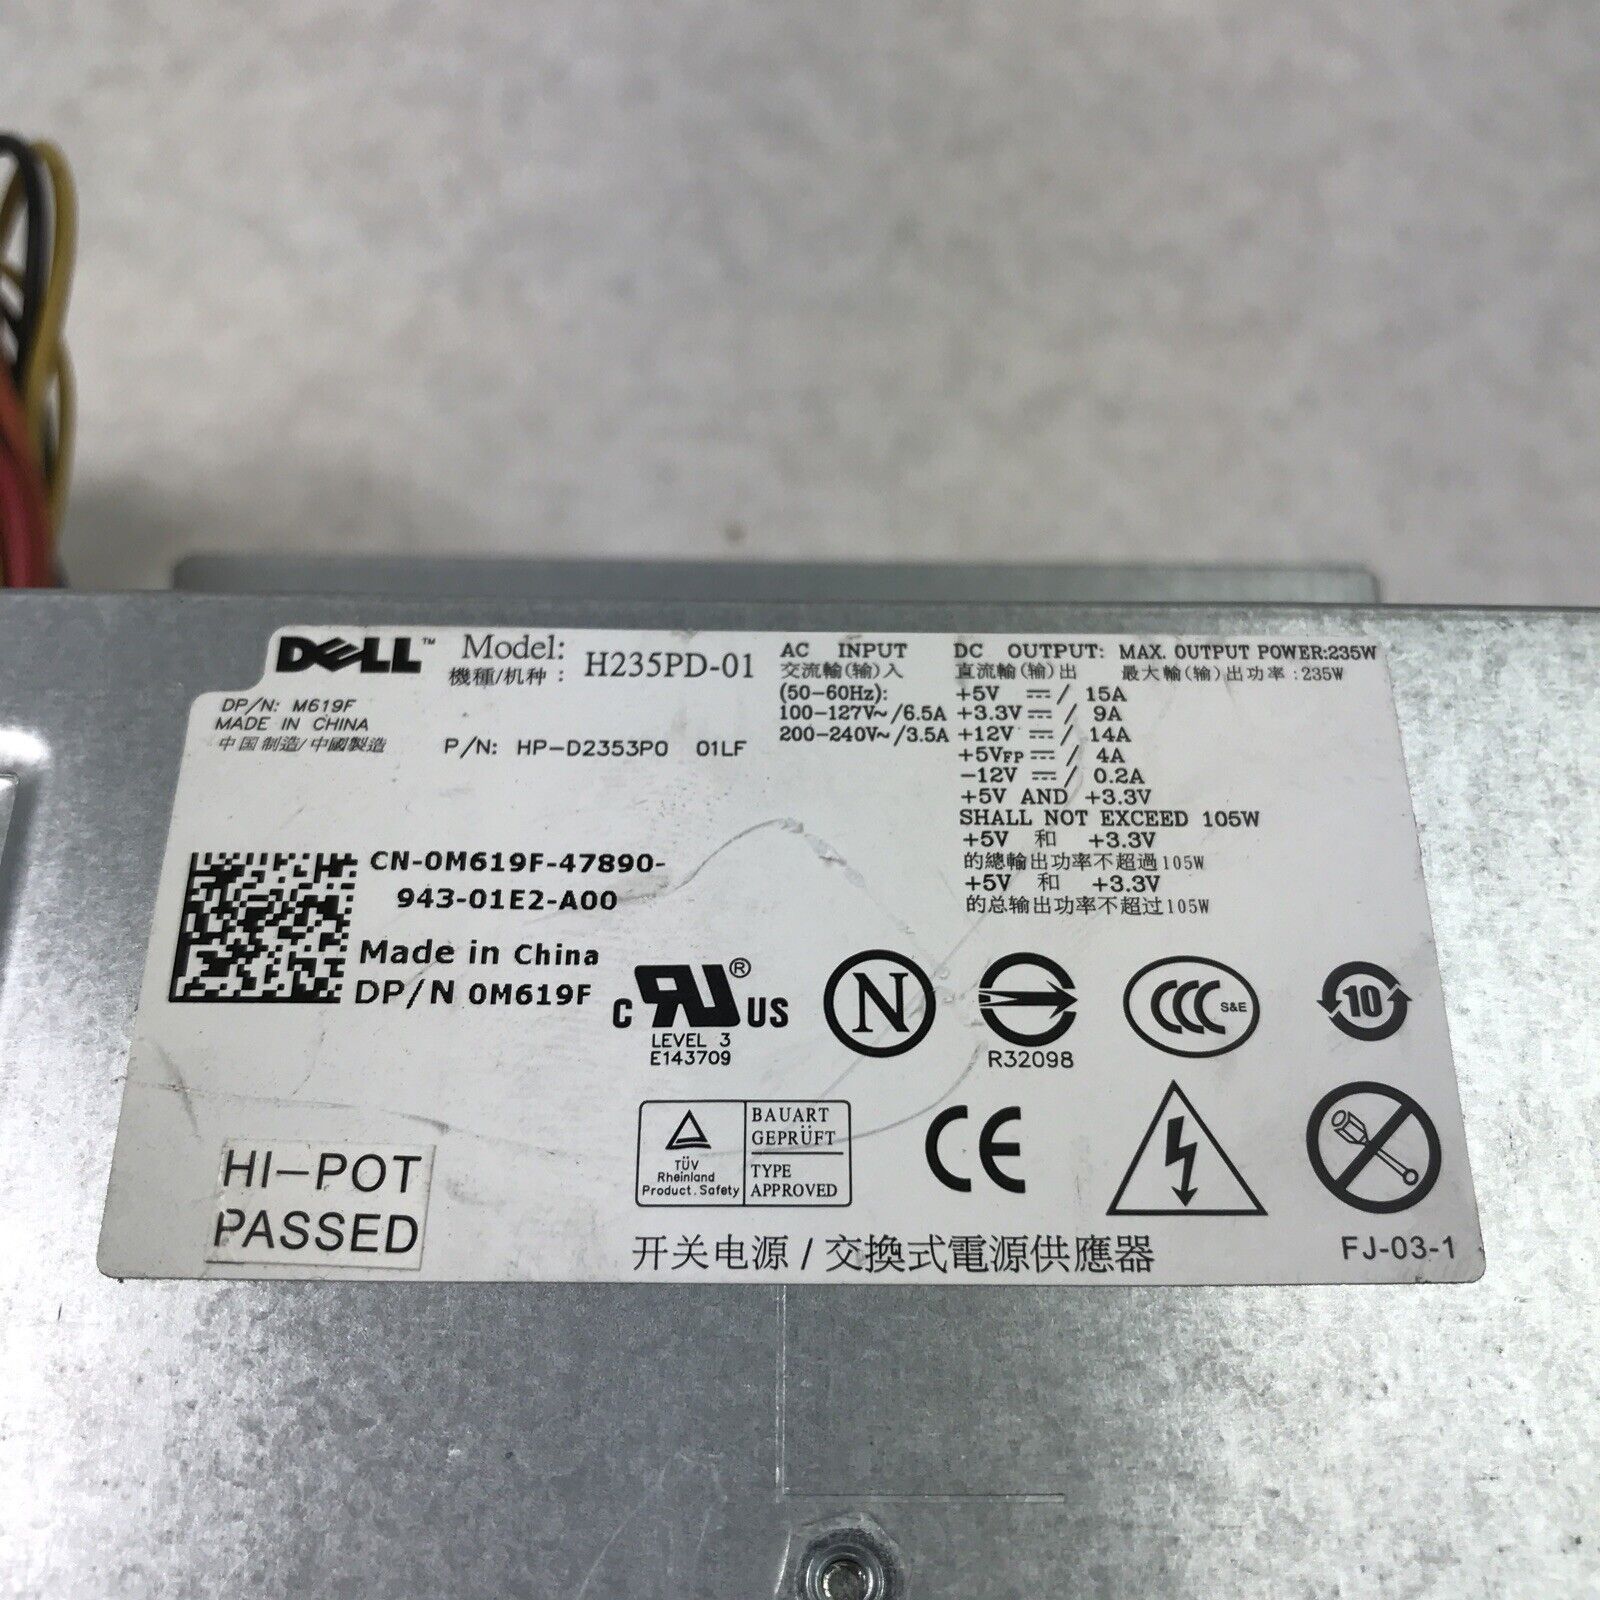 DELL™
Model: H235PD-01
機種/机种 :
DP/N: M619F
MADE IN CHINA
中国制造/中國製造
P/N: HP-D2353P0 01LF
AC INPUT
交流輸(输)入
(50-60Hz):
100-127V~/6.5A
200-240V~/3.5A
DC OUTPUT: MAX. OUTPUT POWER:235W
直流輸(输)出 最大輸(输)出功率:235W
+5V ⎓/ 15A
+3.3V ⎓/ 9A
+12V ⎓/ 14A
+5VFP ⎓/ 4A
-12V ⎓/ 0.2A
+5V AND +3.3V
SHALL NOT EXCEED 105W
+5V 和 +3.3V
的總輸出功率不超過105W
+5V 和 +3.3V
的总输出功率不超过105W
CN-0M619F-47890-
943-01E2-A00
Made in China
DP/N 0M619F
C RU® US
LEVEL 3
E143709
N
R32098
CCC S&E
10
TÜV
Rheinland
Product.Safety
BAUART
GEPRÜFT
TYPE
APPROVED
CE
HI-POT
PASSED
开关电源 / 交換式電源供應器
FJ-03-1